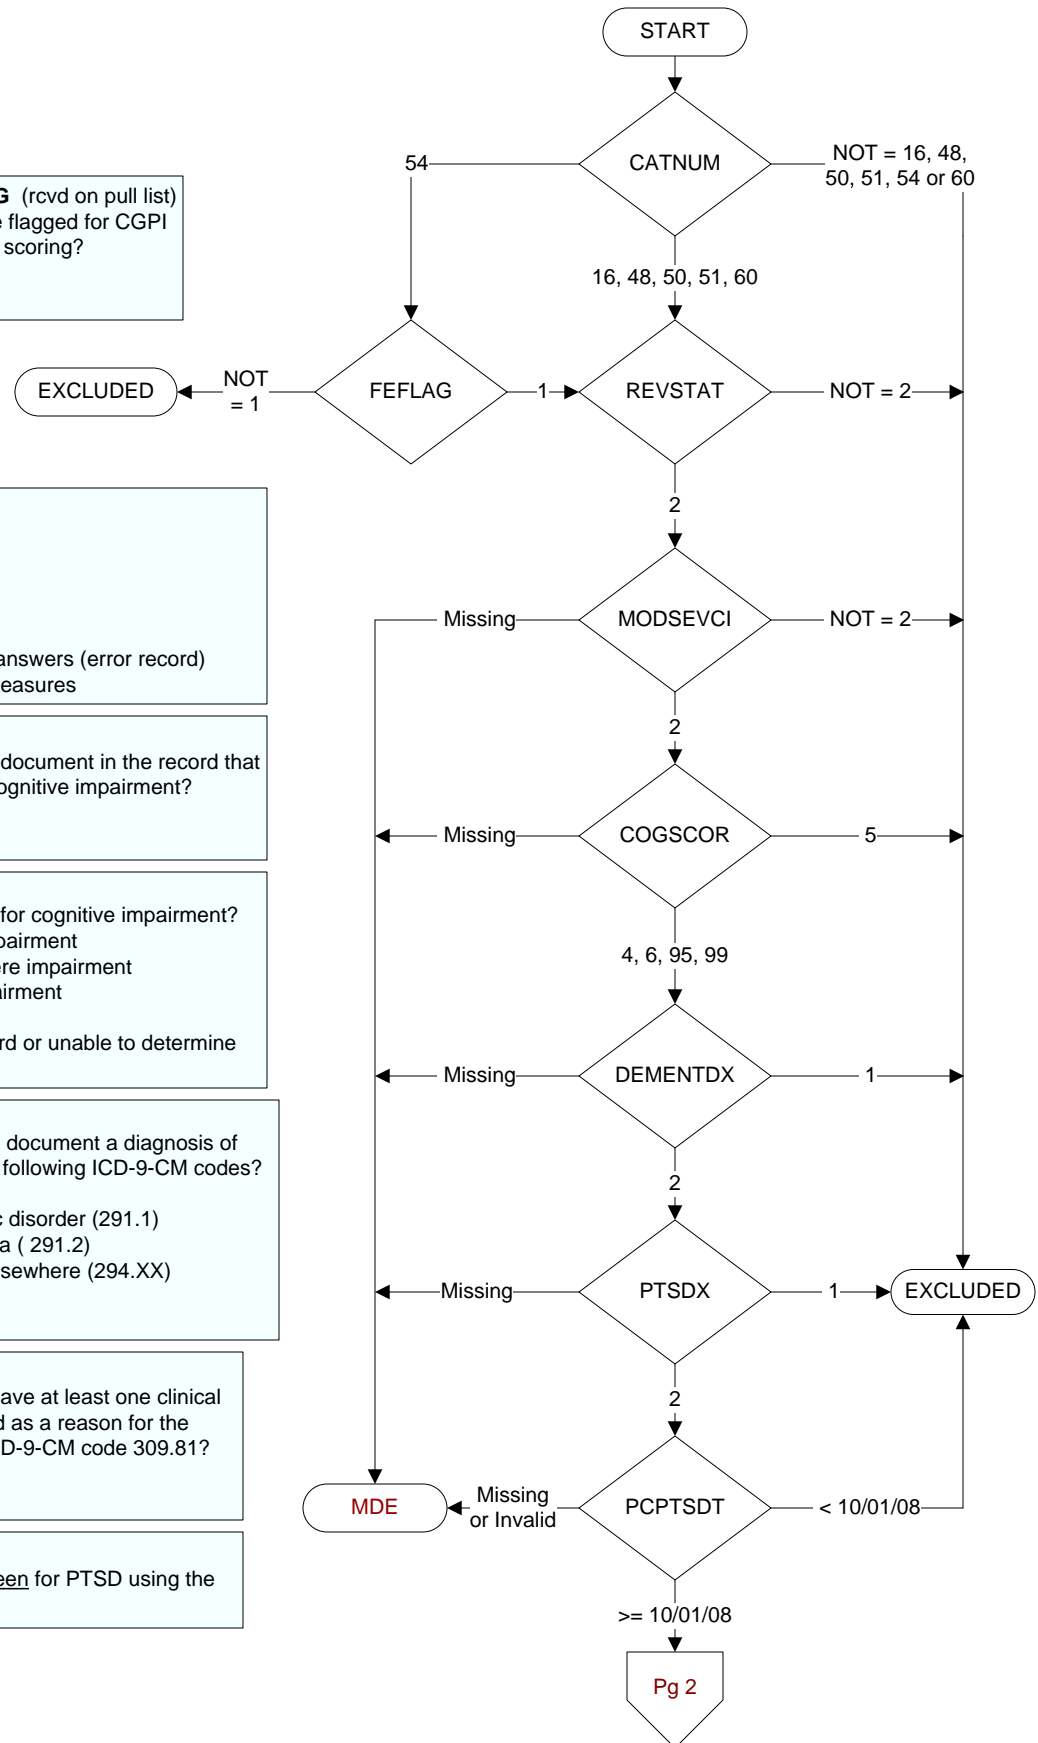 START
CATNUM
54
NOT = 16, 48,
50, 51, 54 or 60
G (rcvd on pull list)
e flagged for CGPI
scoring?
16, 48, 50, 51, 60
EXCLUDED
NOT
= 1
FEFLAG
1
REVSTAT
NOT = 2
2
answers (error record)
easures
Missing
MODSEVCI
NOT = 2
2
document in the record that
ognitive impairment?
Missing
COGSCOR
5
for cognitive impairment?
pairment
ere impairment
airment
rd or unable to determine
4, 6, 95, 99
Missing
DEMENTDX
1
document a diagnosis of
following ICD-9-CM codes?
c disorder (291.1)
a ( 291.2)
sewhere (294.XX)
2
Missing
PTSDX
1
EXCLUDED
ave at least one clinical
d as a reason for the
D-9-CM code 309.81?
2
MDE
Missing
or Invalid
PCPTSDT
< 10/01/08
een for PTSD using the
>= 10/01/08
Pg 2